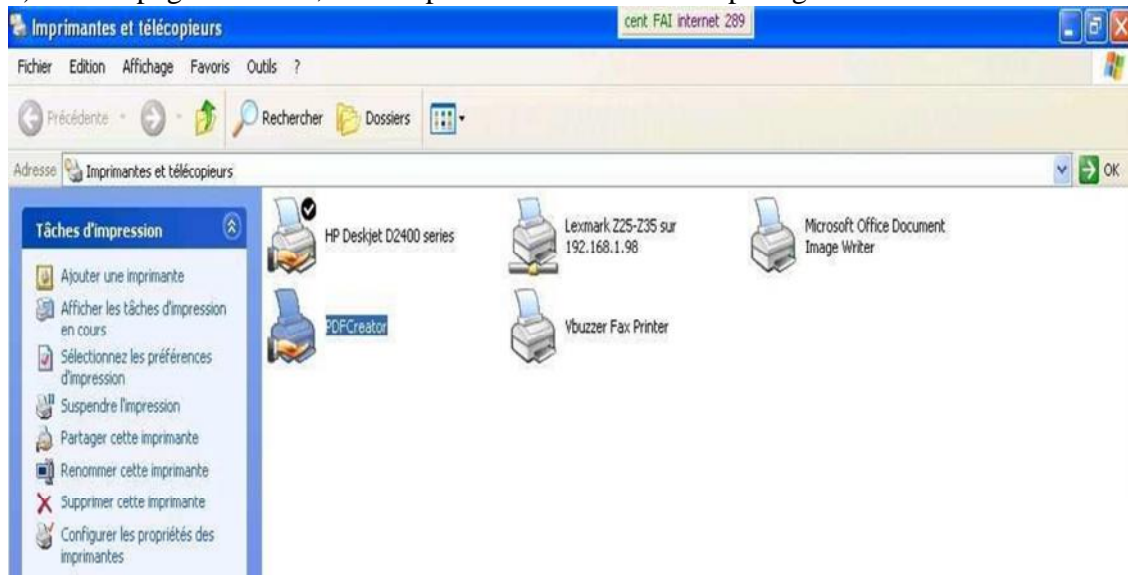 Imprimantes et télécopieurs
cent FAI internet 289
Fichier Edition Affichage Favoris Outils ?
Précédente Rechercher Dossiers
Adresse Imprimantes et télécopieurs OK
Tâches d'impression
Ajouter une imprimante
Afficher les tâches d'impression
en cours
Sélectionnez les préférences
d'impression
Suspendre l'impression
Partager cette imprimante
Renommer cette imprimante
Supprimer cette imprimante
Configurer les propriétés des
imprimantes
HP Deskjet D2400 series
Lexmark Z25-Z35 sur
192.168.1.98
Microsoft Office Document
Image Writer
PDFCreator
Vbuzzer Fax Printer